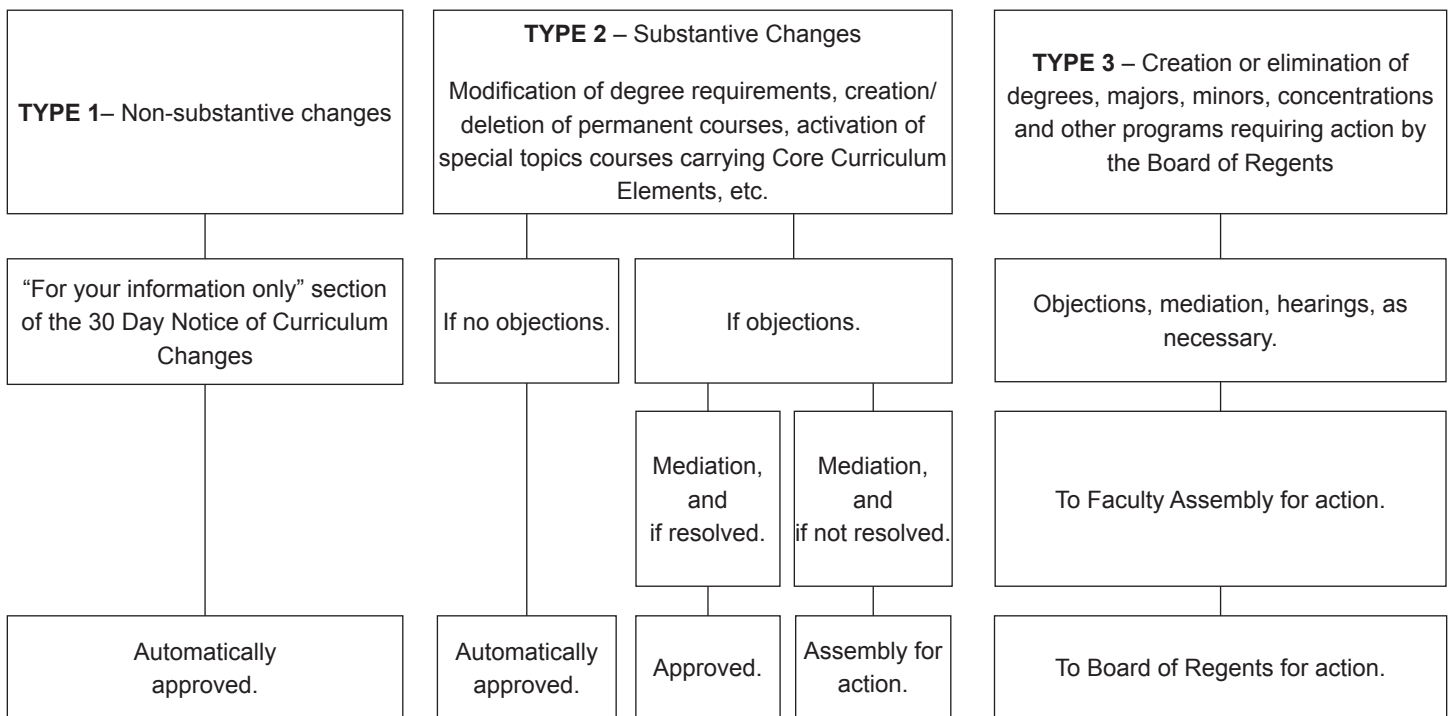 TYPE 1– Non-substantive changes
TYPE 2 – Substantive Changes
Modification of degree requirements, creation/
deletion of permanent courses, activation of
special topics courses carrying Core Curriculum
Elements, etc.
TYPE 3 – Creation or elimination of
degrees, majors, minors, concentrations
and other programs requiring action by
the Board of Regents
“For your information only” section
of the 30 Day Notice of Curriculum
Changes
If no objections.
If objections.
Objections, mediation, hearings, as
necessary.
Mediation,
and
if resolved.
Mediation,
and
if not resolved.
To Faculty Assembly for action.
Automatically
approved.
Automatically
approved.
Approved.
Assembly for
action.
To Board of Regents for action.